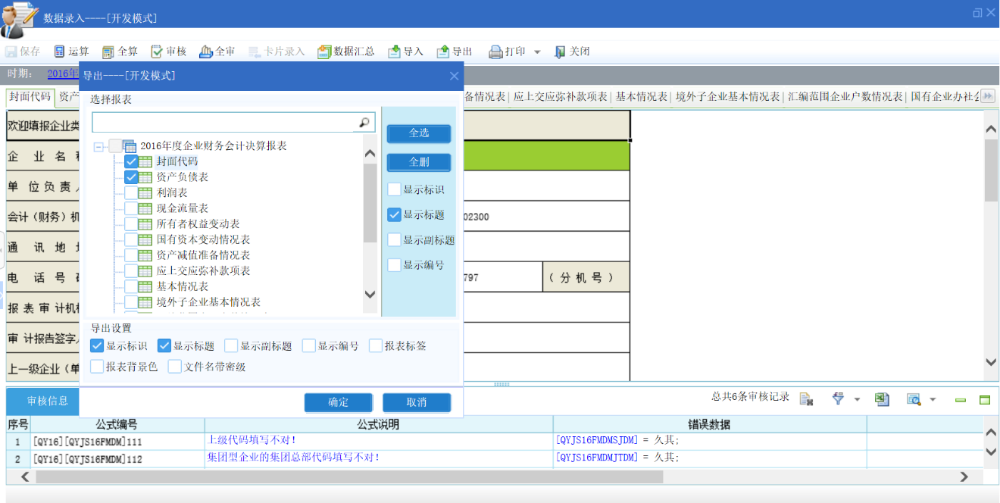 数据录入----[开发模式]
保存 运算 全算 审核 全审 卡片录入 数据汇总 导入 导出 打印 关闭
时期: 2016年
导出----[开发模式]
封面代码 资产
备情况表 应上交应弥补款项表 基本情况表 境外子企业基本情况表 汇编范围企业户数情况表 国有企业办社会
选择报表
欢迎填报企业类
企 业 名
单 位 负 责
会计（财务）机
02300
通 讯 地
电 话 号
797
（分机号）
报 表 审 计机
审 计报告签字
上一级企业（单
2016年度企业财务会计决算报表
封面代码
资产负债表
利润表
现金流量表
所有者权益变动表
国有资本变动情况表
资产减值准备情况表
应上交应弥补款项表
基本情况表
境外子企业基本情况表
全选
全删
显示标识
显示标题
显示副标题
显示编号
导出设置
显示标识 显示标题 显示副标题 显示编号 报表标签
报表背景色 文件名带密级
确定 取消
审核信息
总共6条审核记录
序号 公式编号 公式说明 错误数据
1 [QY16][QYJS16FMDM]111 上级代码填写不对! [QYJS16FMDMSJDM] = 久其;
2 [QY16][QYJS16FMDM]112 集团型企业的集团总部代码填写不对! [QYJS16FMDMJTDM] = 久其;